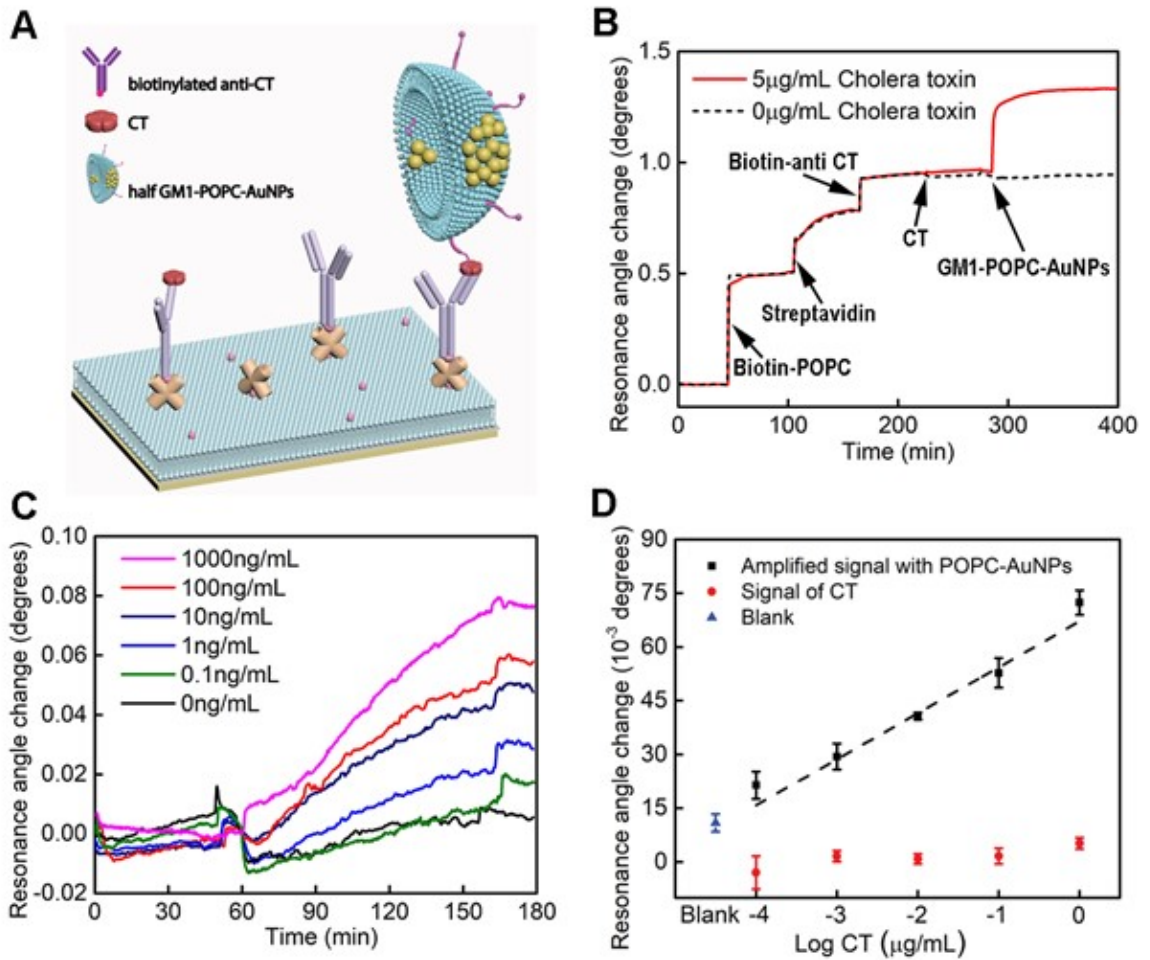 A
biotinylated anti-CT
CT
half GM1-POPC-AuNPs
B
Resonance angle change (degrees)
1.5
1.0
0.5
0.0
5μg/mL Cholera toxin
0μg/mL Cholera toxin
Biotin-anti CT
CT
GM1-POPC-AuNPs
Streptavidin
Biotin-POPC
0 100 200 300 400
Time (min)
C
Resonance angle change (degrees)
0.10
0.08
0.06
0.04
0.02
0.00
-0.02
1000ng/mL
100ng/mL
10ng/mL
1ng/mL
0.1ng/mL
0ng/mL
0 30 60 90 120 150 180
Time (min)
D
Resonance angle change (10⁻³ degrees)
90
75
60
45
30
15
0
Amplified signal with POPC-AuNPs
Signal of CT
Blank
Blank -4 -3 -2 -1 0
Log CT (μg/mL)